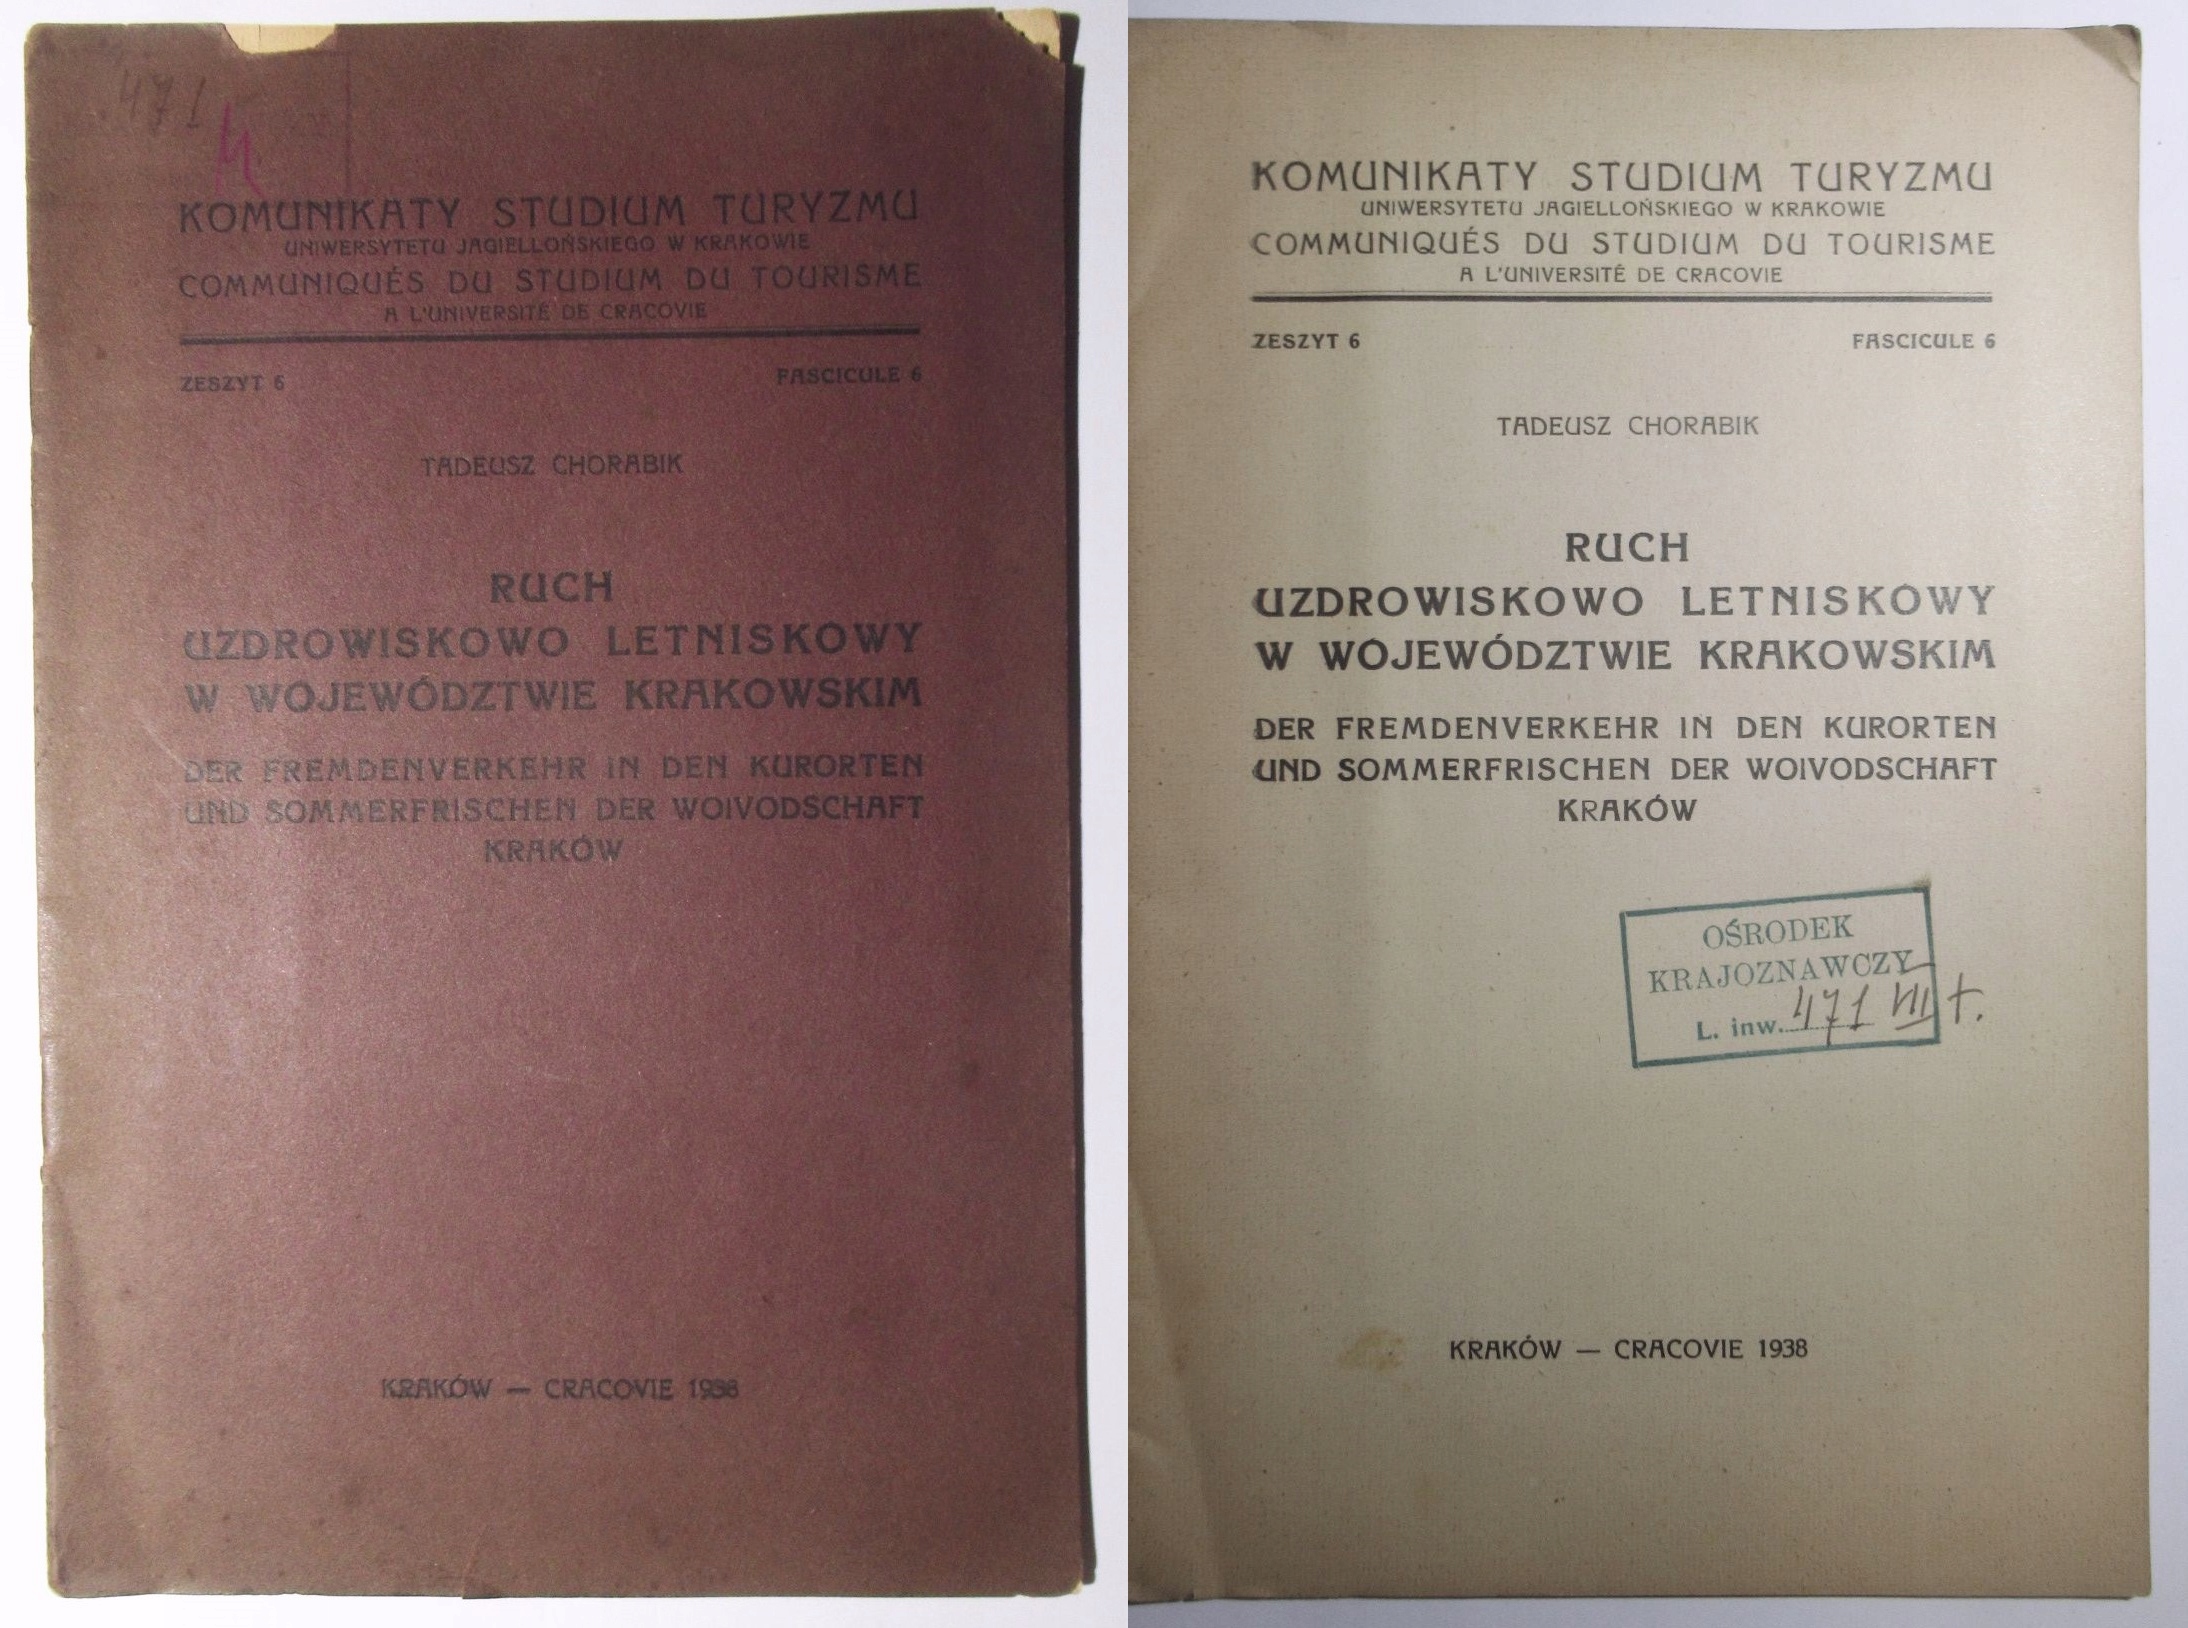 471
KOMUNIKATY STUDIUM TURYZMU
UNIWERSYTETU JAGIELLOŃSKIEGO W KRAKOWIE
COMMUNIQUÉS DU STUDIUM DU TOURISME
A L'UNIVERSITÉ DE CRACOVIE
ZESZYT 6 FASCICULE 6
TADEUSZ CHORABIK
RUCH
UZDROWISKOWO LETNISKOWY
W WOJEWÓDZTWIE KRAKOWSKIM
DER FREMDENVERKEHR IN DEN KURORTEN
UND SOMMERFRISCHEN DER WOIVODSCHAFT
KRAKÓW
KRAKÓW — CRACOVIE 1938
KOMUNIKATY STUDIUM TURYZMU
UNIWERSYTETU JAGIELLOŃSKIEGO W KRAKOWIE
COMMUNIQUÉS DU STUDIUM DU TOURISME
A L'UNIVERSITÉ DE CRACOVIE
ZESZYT 6 FASCICULE 6
TADEUSZ CHORABIK
RUCH
UZDROWISKOWO LETNISKOWY
W WOJEWÓDZTWIE KRAKOWSKIM
DER FREMDENVERKEHR IN DEN KURORTEN
UND SOMMERFRISCHEN DER WOIVODSCHAFT
KRAKÓW
OŚRODEK
KRAJOZNAWCZY
L. inw. 471 VII t.
KRAKÓW — CRACOVIE 1938